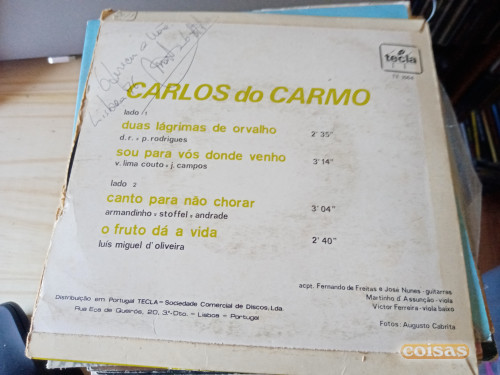 tecla
CARLOS do CARMO
lado /1
duas lágrimas de orvalho 2' 35"
d.r. - p. rodrigues
sou para vós donde venho 3' 14"
v. lima couto - j. campos
lado 2
canto para não chorar 3' 04"
armandinho - stoffel - andrade
o fruto dá a vida 2' 40"
luís miguel d' oliveira
acpt. Fernando de Freitas e José Nunes - guitarras
Martinho d' Assunção - viola
Victor Ferreira - viola baixo
Distribuição em Portugal TECLA - Sociedade Comercial de Discos, Lda.
Rua Eça de Queirós, 20, 3º-Dto. - Lisboa - Portugal
Fotos: Augusto Cabrita
coisas